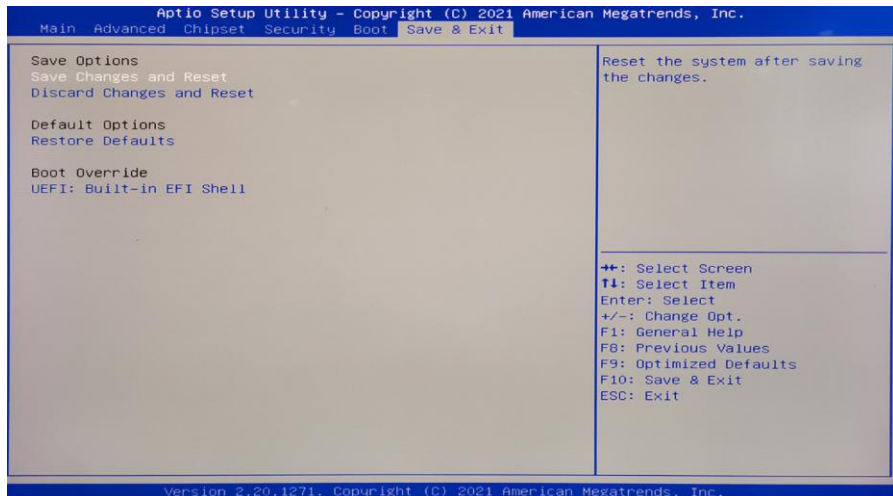 Aptio Setup Utility – Copyright (C) 2021 American Megatrends, Inc.
Main Advanced Chipset Security Boot Save & Exit
Save Options
Save Changes and Reset
Discard Changes and Reset
Default Options
Restore Defaults
Boot Override
UEFI: Built-in EFI Shell
Reset the system after saving
the changes.
→←: Select Screen
↑↓: Select Item
Enter: Select
+/-: Change Opt.
F1: General Help
F8: Previous Values
F9: Optimized Defaults
F10: Save & Exit
ESC: Exit
Version 2.20.1271. Copyright (C) 2021 American Megatrends, Inc.